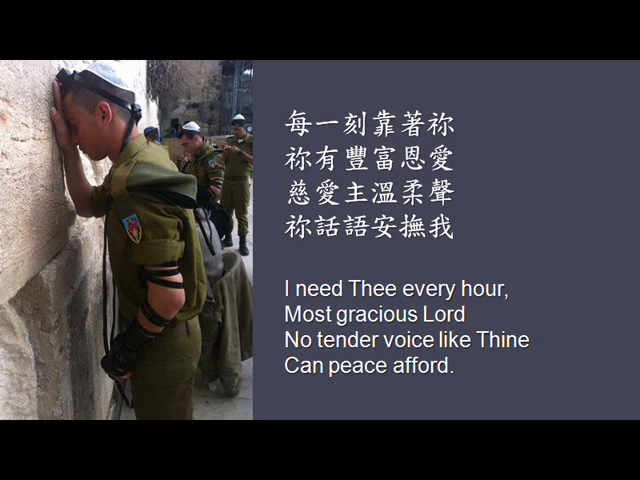 每一刻靠著祢
祢有豐富恩愛
慈愛主溫柔聲
祢話語安撫我
I need Thee every hour,
Most gracious Lord
No tender voice like Thine
Can peace afford.